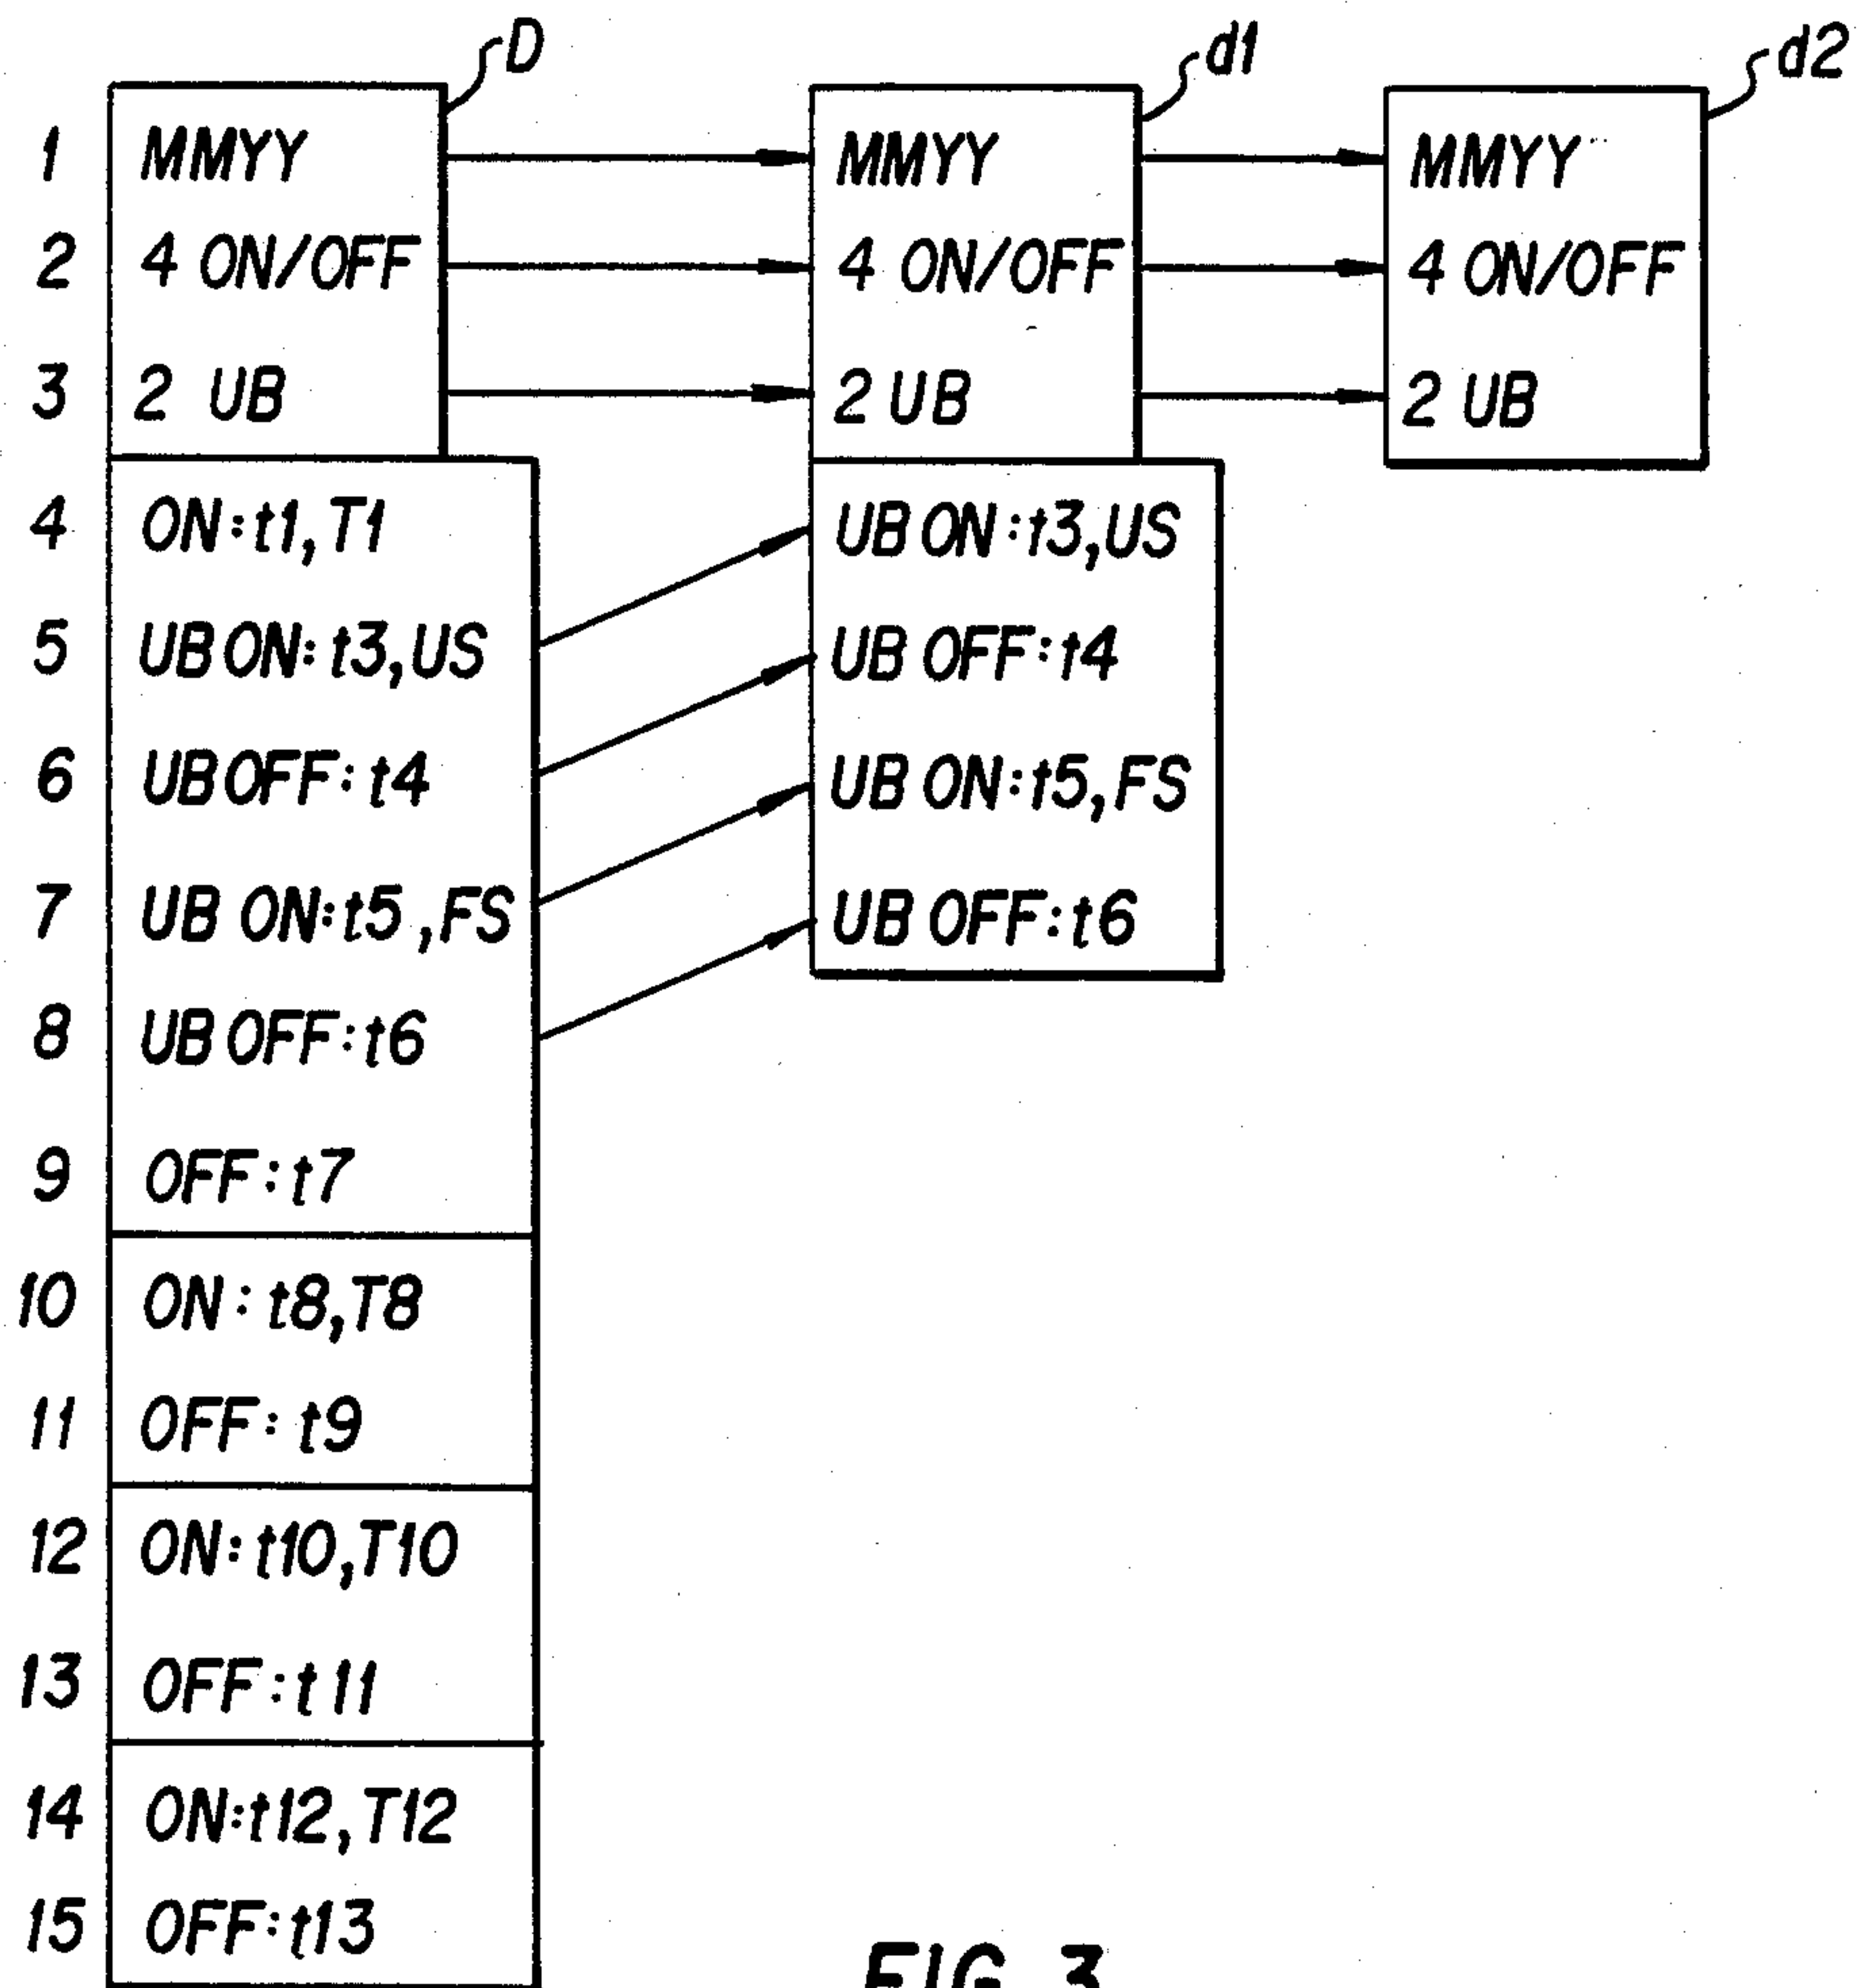 D
d1
d2
1 MMYY MMYY MMYY
2 4 ON/OFF 4 ON/OFF 4 ON/OFF
3 2 UB 2 UB 2 UB
4 ON:t1,T1 UB ON:t3,US
5 UB ON:t3,US UB OFF:t4
6 UB OFF:t4 UB ON:t5,FS
7 UB ON:t5,FS UB OFF:t6
8 UB OFF:t6
9 OFF:t7
10 ON:t8,T8
11 OFF:t9
12 ON:t10,T10
13 OFF:t11
14 ON:t12,T12
15 OFF:t13
FIG. 3